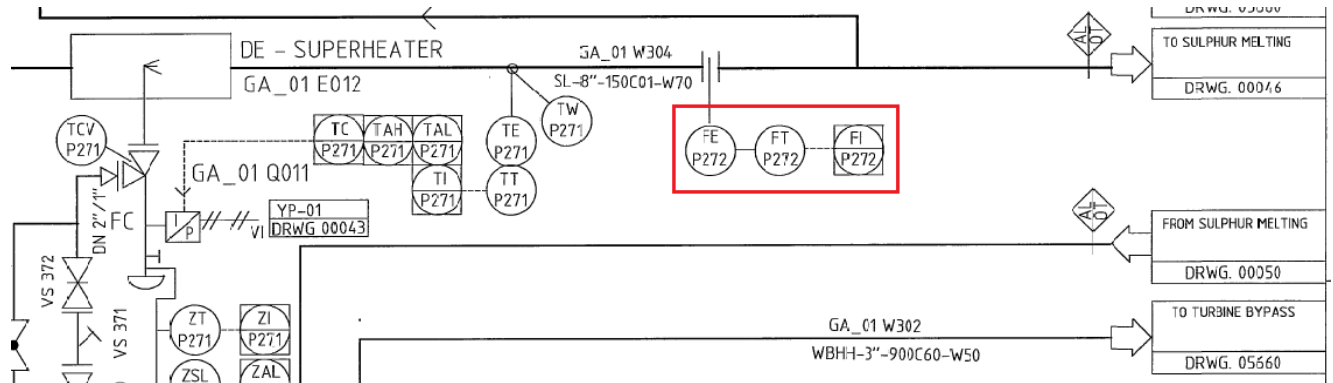 TO SULPHUR MELTING
DRWG. 00046
DE - SUPERHEATER
GA_01 E012
GA_01 W304
SL-8"-150C01-W70
TCV
P271
TC
P271
TAH
P271
TAL
P271
TE
P271
TW
P271
FE
P272
FT
P272
FI
P272
TI
P271
TT
P271
GA_01 Q011
DN 2"/1"
FC
I
P
VI
YP-01
DRWG 00043
FROM SULPHUR MELTING
DRWG. 00050
VS 372
VS 371
ZT
P271
ZI
P271
ZSL
ZAL
GA_01 W302
WBHH-3"-900C60-W50
TO TURBINE BYPASS
DRWG. 05660